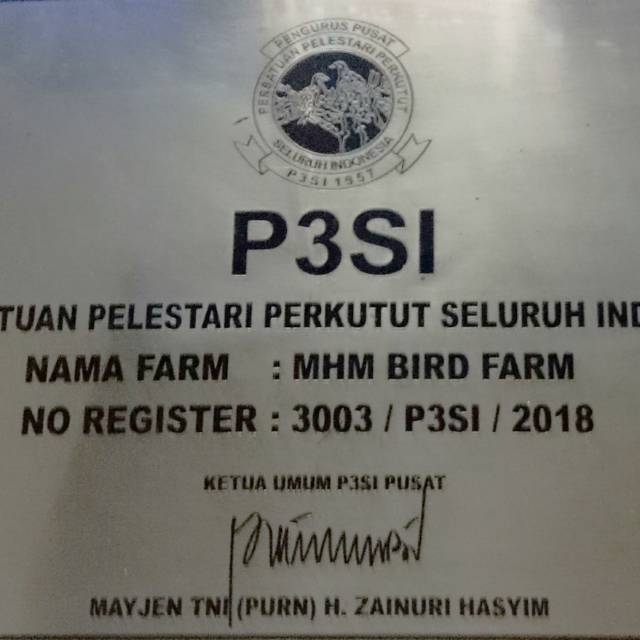 PENGURUS PUSAT
PERSATUAN PELESTARI PERKUTUT
SELURUH INDONESIA
P3SI 1957
P3SI
TUAN PELESTARI PERKUTUT SELURUH IND
NAMA FARM : MHM BIRD FARM
NO REGISTER : 3003 / P3SI / 2018
KETUA UMUM P3SI PUSAT
MAYJEN TNI (PURN) H. ZAINURI HASYIM